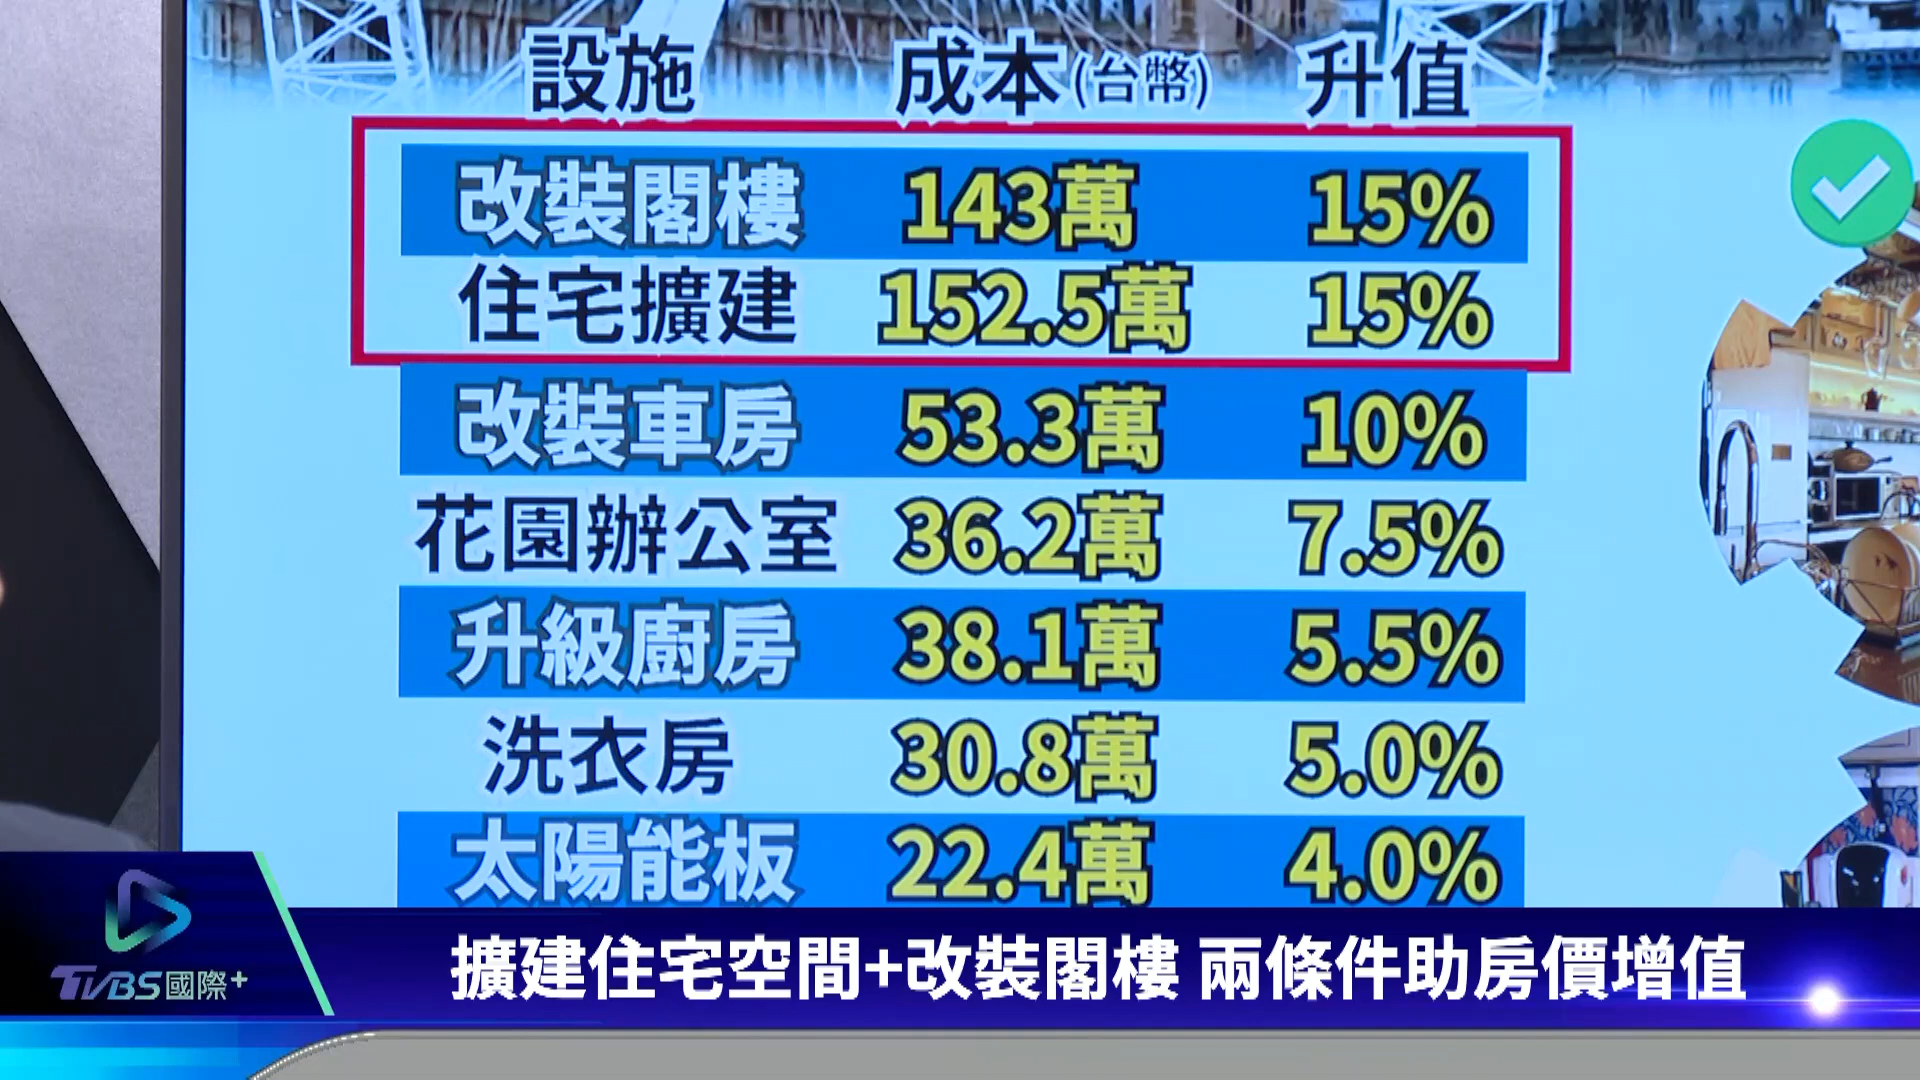 設施 成本(台幣) 升值
改裝閣樓 143萬 15%
住宅擴建 152.5萬 15%
改裝車房 53.3萬 10%
花園辦公室 36.2萬 7.5%
升級廚房 38.1萬 5.5%
洗衣房 30.8萬 5.0%
太陽能板 22.4萬 4.0%
擴建住宅空間+改裝閣樓 兩條件助房價增值
TVBS國際+